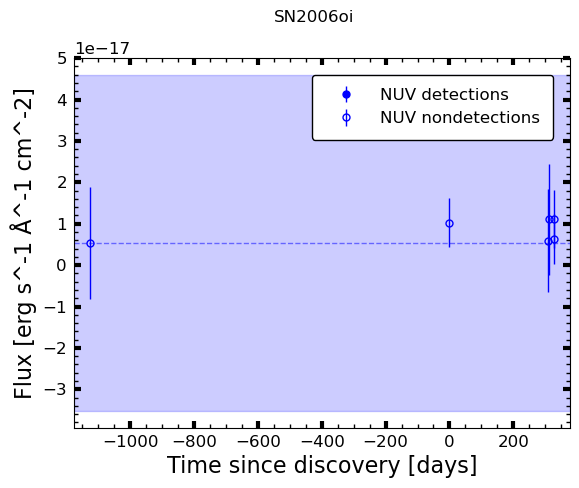 SN2006oi
1e−17
5
4
3
2
1
0
−1
−2
−3
Flux [erg s^-1 Å^-1 cm^-2]
NUV detections
NUV nondetections
−1000 −800 −600 −400 −200 0 200
Time since discovery [days]